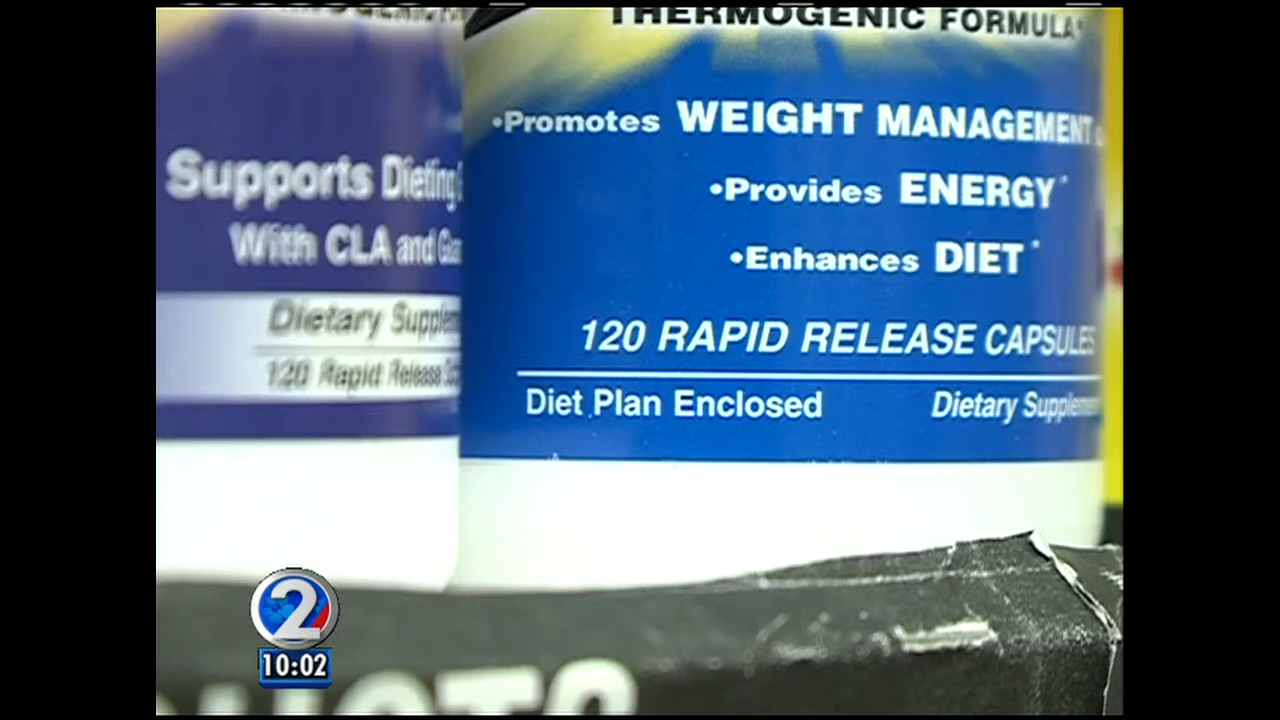 THERMOGENIC FORMULA*
•Promotes WEIGHT MANAGEMENT
•Provides ENERGY*
•Enhances DIET*
120 RAPID RELEASE CAPSULES
Diet Plan Enclosed Dietary Supplement
Supports Dieting
With CLA and
Dietary
120 Rapid Release
2
10:02